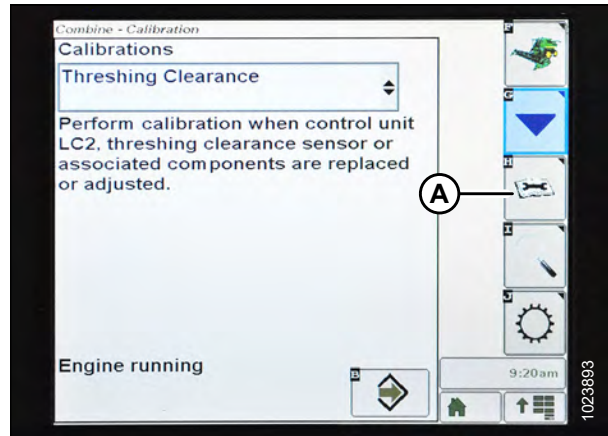 Combine - Calibration
Calibrations
Threshing Clearance
Perform calibration when control unit
LC2, threshing clearance sensor or
associated components are replaced
or adjusted.
Engine running
B
F
G
H
I
J
A
9:20am
1023893